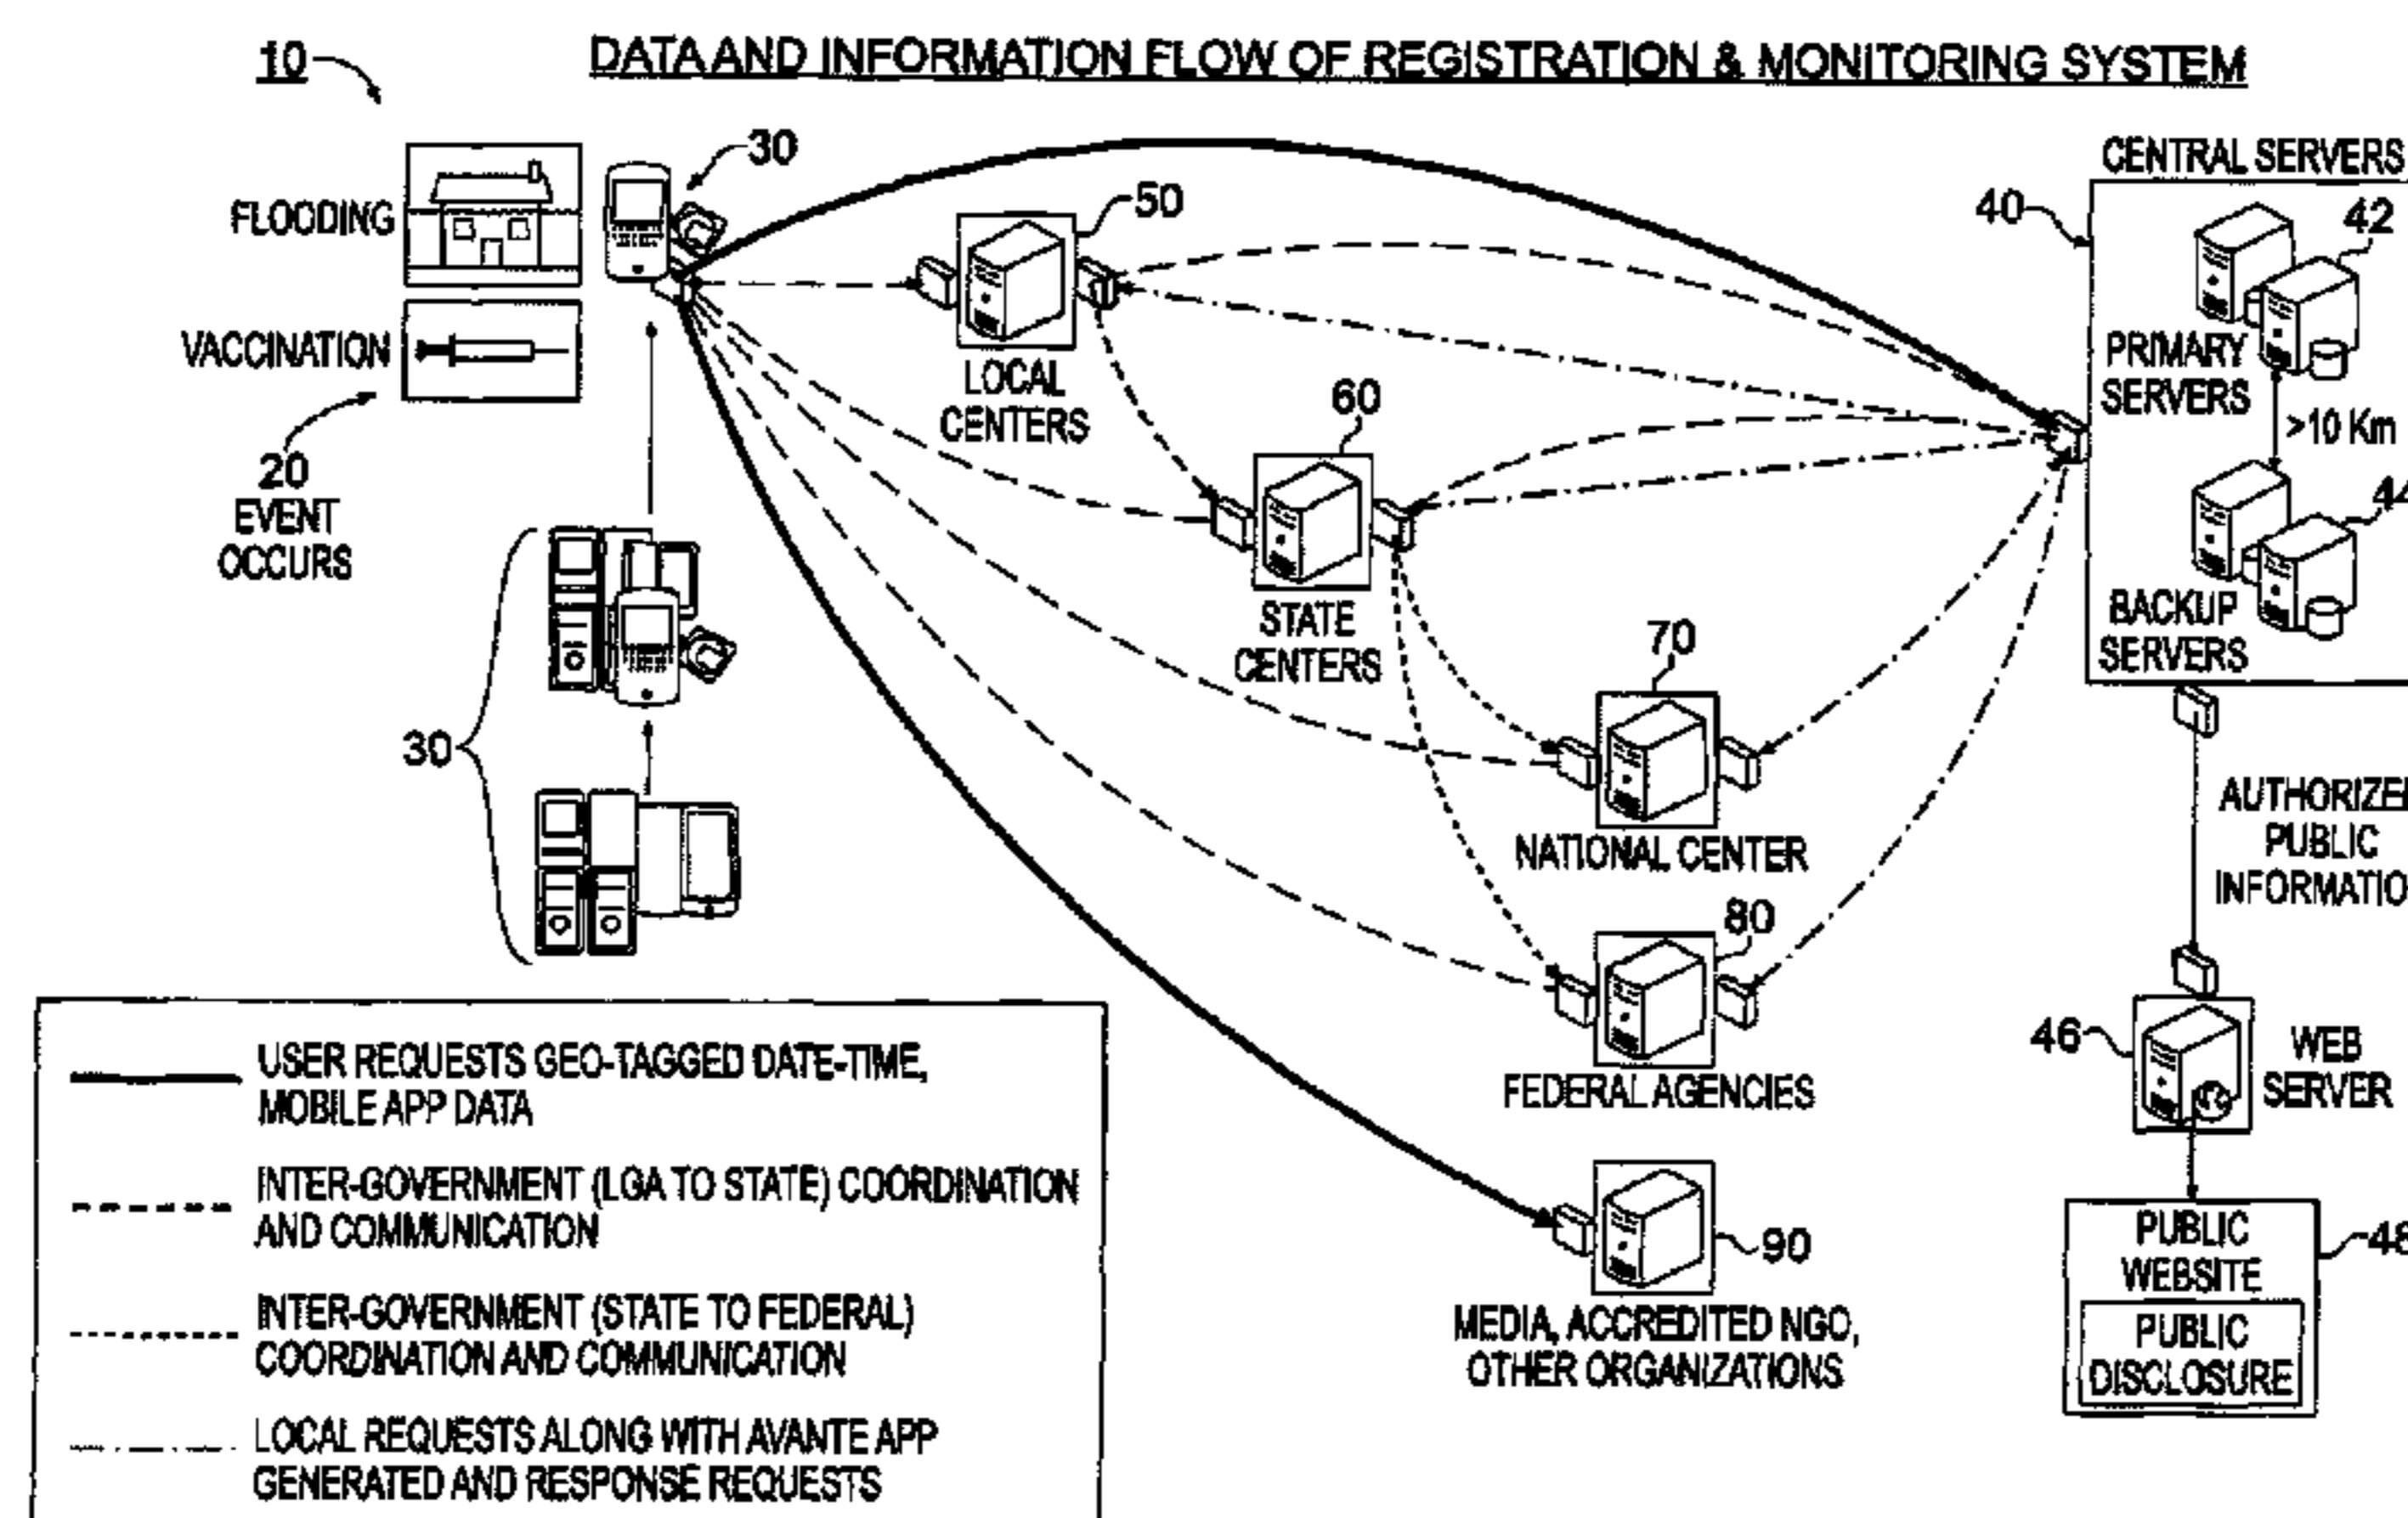 10
DATA AND INFORMATION FLOW OF REGISTRATION & MONITORING SYSTEM
30
CENTRAL SERVERS
FLOODING
50
40
42
VACCINATION
PRIMARY
SERVERS
LOCAL
CENTERS
60
>10 Km
20
EVENT
OCCURS
44
STATE
CENTERS
BACKUP
SERVERS
70
30
NATIONAL CENTER
PUBLIC
80
46
WEB
SERVER
FEDERAL AGENCIES
90
MEDIA, ACCREDITED NGO,
OTHER ORGANIZATIONS
PUBLIC
WEBSITE
48
PUBLIC
DISCLOSURE
USER REQUESTS GEO-TAGGED DATE-TIME,
MOBILE APP DATA
INTER-GOVERNMENT (LGA TO STATE) COORDINATION
AND COMMUNICATION
INTER-GOVERNMENT (STATE TO FEDERAL)
COORDINATION AND COMMUNICATION
LOCAL REQUESTS ALONG WITH AVANTE APP
GENERATED AND RESPONSE REQUESTS